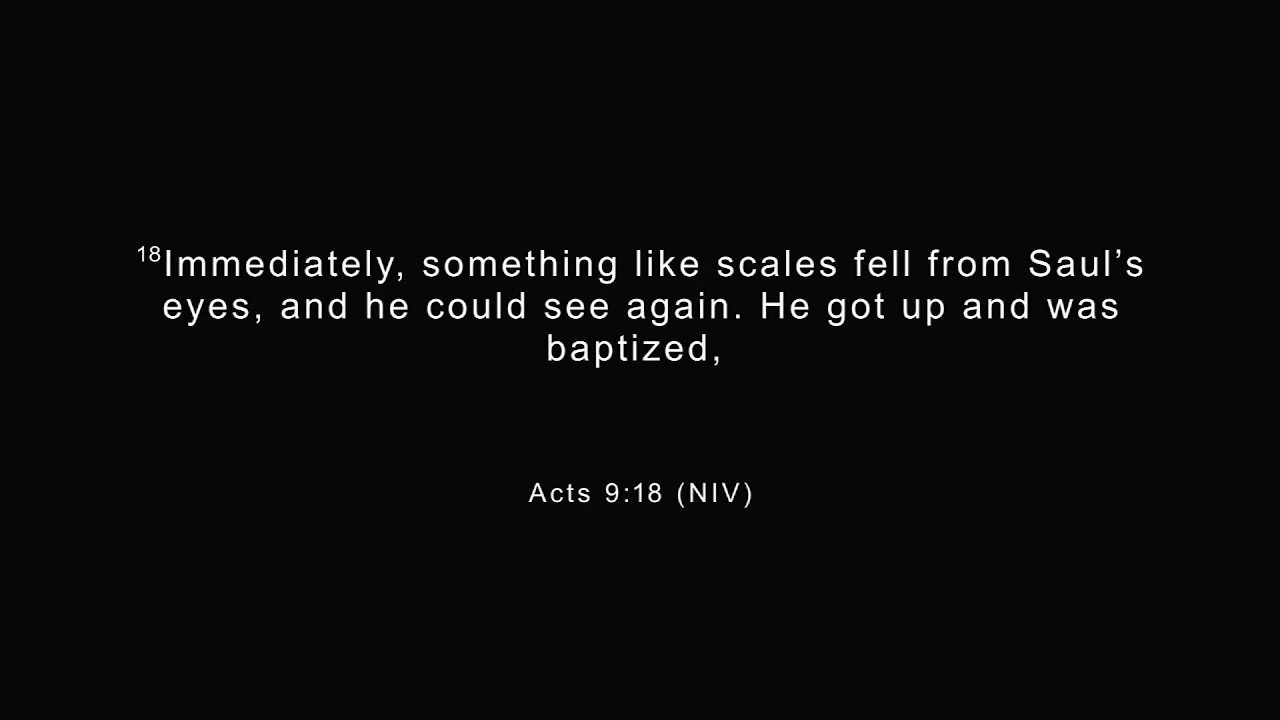 18Immediately, something like scales fell from Saul’s
eyes, and he could see again. He got up and was
baptized,
Acts 9:18 (NIV)